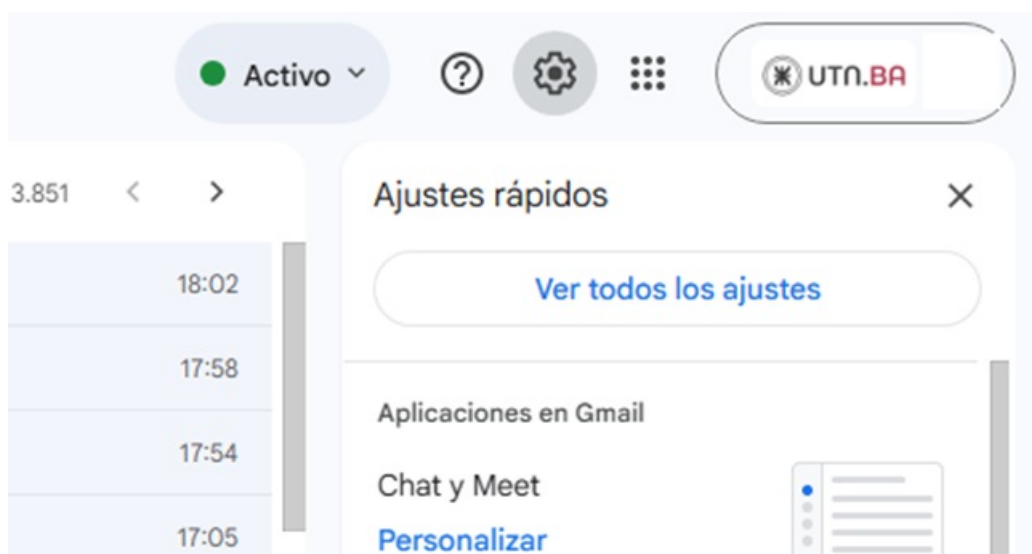 Activo
UTN.BA
3.851
Ajustes rápidos
18:02
Ver todos los ajustes
17:58
Aplicaciones en Gmail
17:54
Chat y Meet
17:05
Personalizar